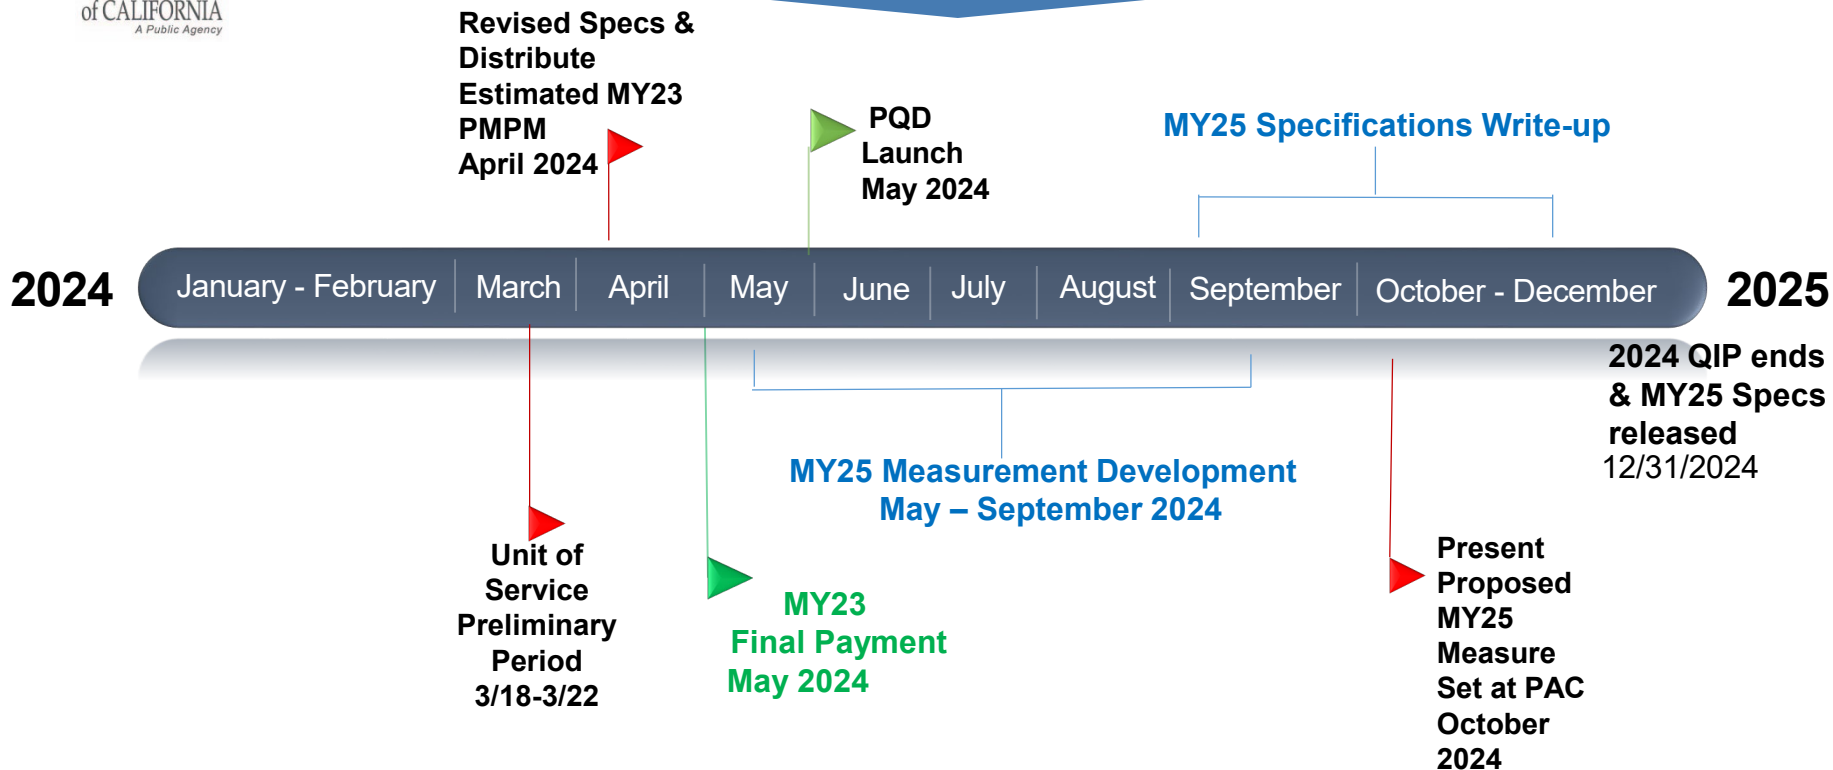 of CALIFORNIA
A Public Agency
Revised Specs &
Distribute
Estimated MY23
PMPM
April 2024
PQD
Launch
May 2024
MY25 Specifications Write-up
2024
January - February
March
April
May
June
July
August
September
October - December
2025
2024 QIP ends
& MY25 Specs
released
12/31/2024
MY25 Measurement Development
May – September 2024
Unit of
Service
Preliminary
Period
3/18-3/22
MY23
Final Payment
May 2024
Present
Proposed
MY25
Measure
Set at PAC
October
2024